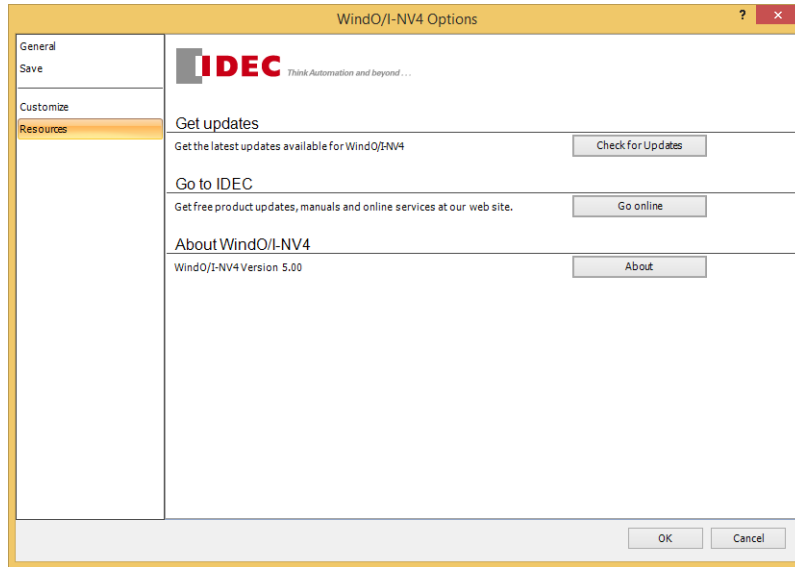 WindO/I-NV4 Options
?
General
Save
Customize
Resources
IDEC Think Automation and beyond...
Get updates
Get the latest updates available for WindO/I-NV4
Check for Updates
Go to IDEC
Get free product updates, manuals and online services at our web site.
Go online
About WindO/I-NV4
WindO/I-NV4 Version 5.00
About
OK
Cancel